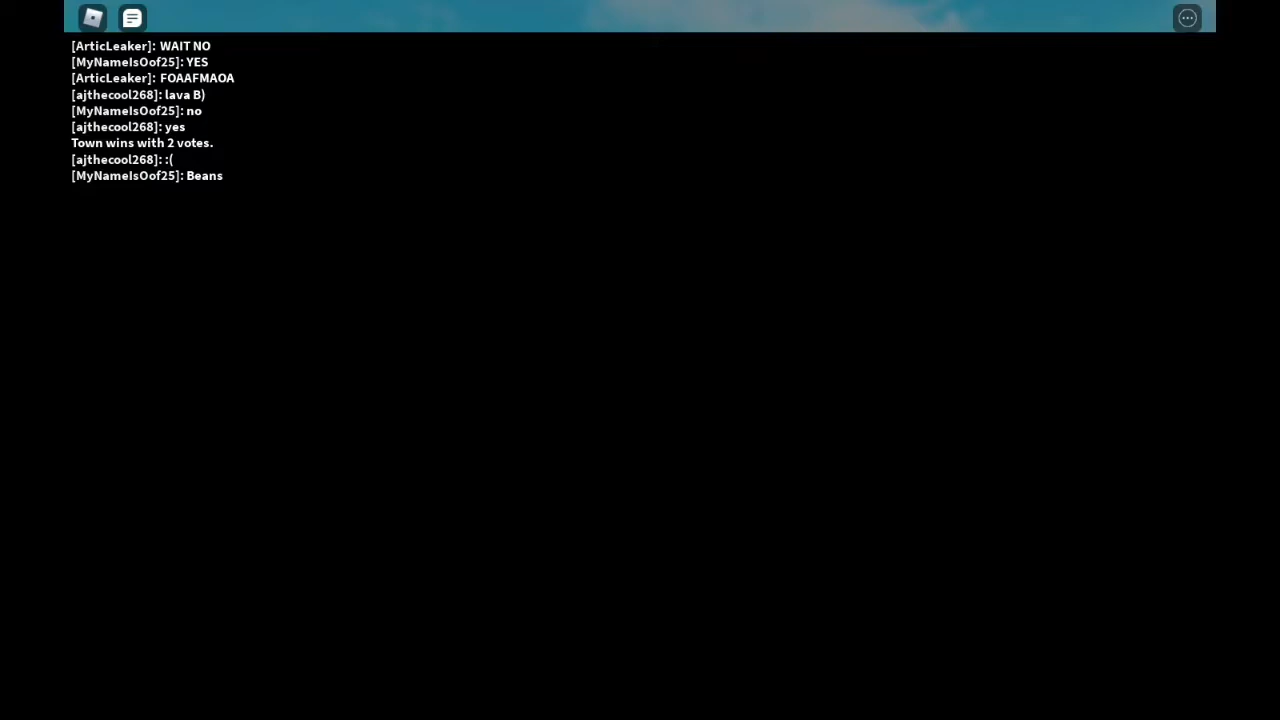 [ArticLeaker]: WAIT NO
[MyNameIsOof25]: YES
[ArticLeaker]: FOAAFMAOA
[ajthecool268]: lava B)
[MyNameIsOof25]: no
[ajthecool268]: yes
Town wins with 2 votes.
[ajthecool268]: :(
[MyNameIsOof25]: Beans